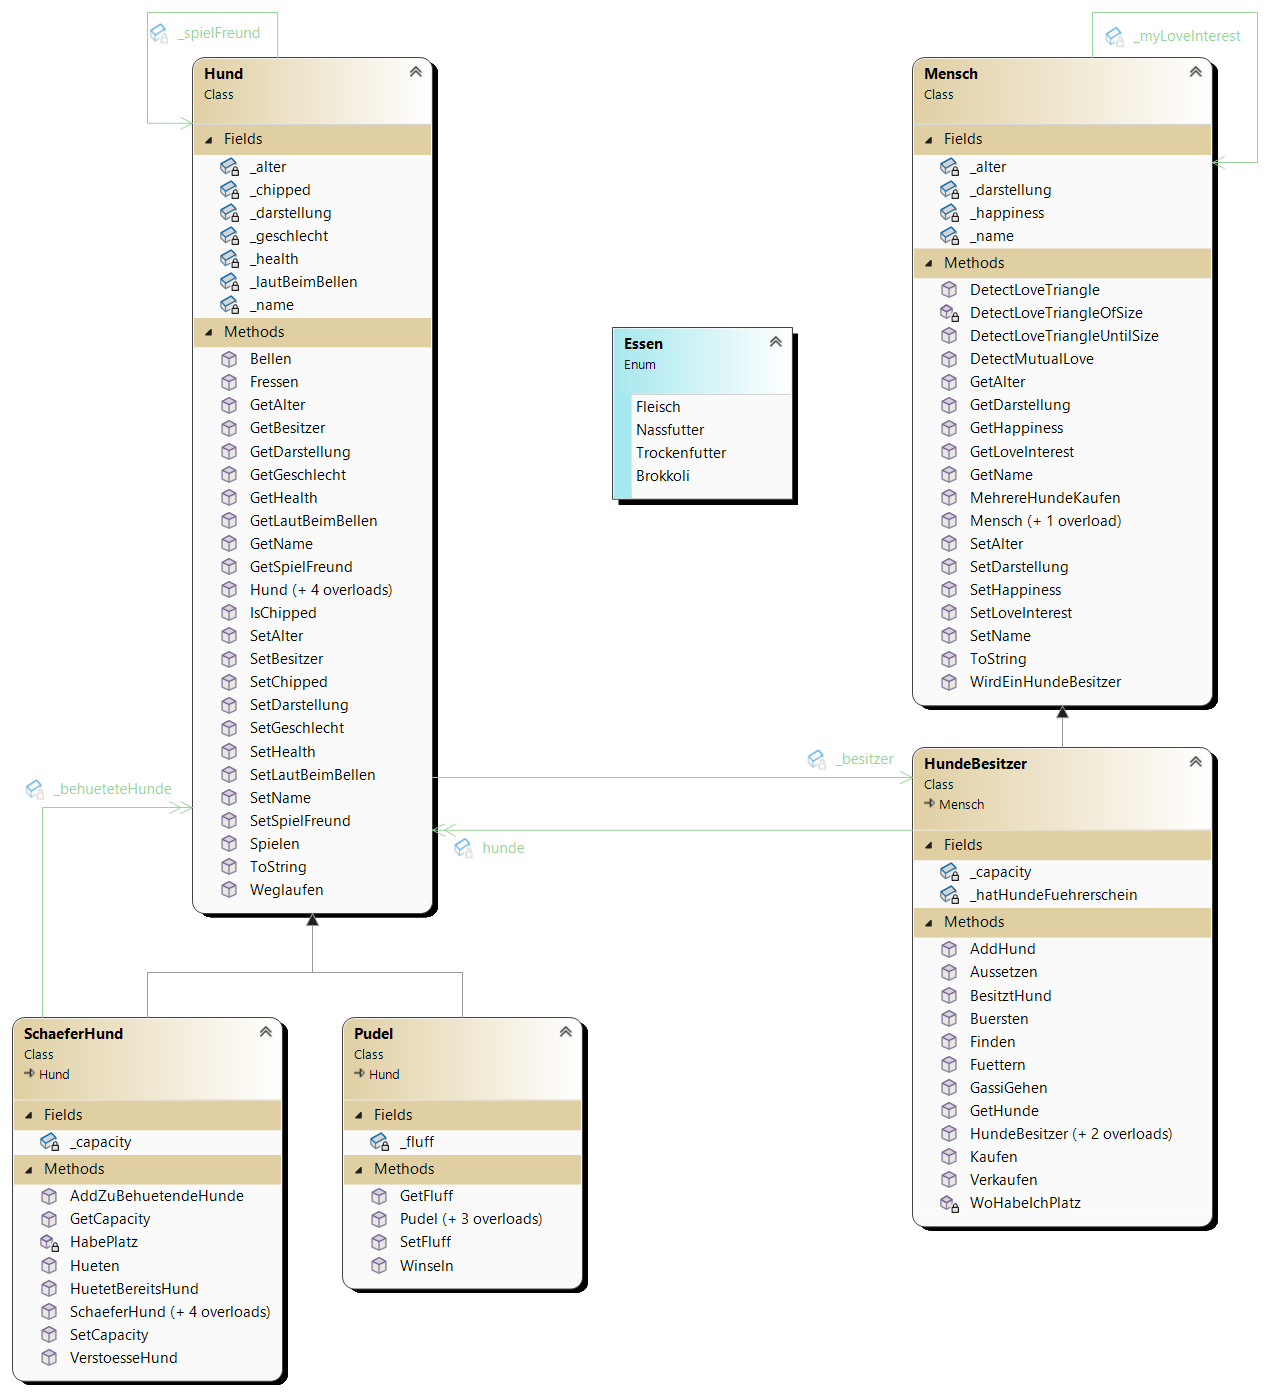 _spielFreund
Hund
Class
Fields
_alter
_chipped
_darstellung
_geschlecht
_health
_lautBeimBellen
_name
Methods
Bellen
Fressen
GetAlter
GetBesitzer
GetDarstellung
GetGeschlecht
GetHealth
GetLautBeimBellen
GetName
GetSpielFreund
Hund (+ 4 overloads)
IsChipped
SetAlter
SetBesitzer
SetChipped
SetDarstellung
SetGeschlecht
SetHealth
SetLautBeimBellen
SetName
SetSpielFreund
Spielen
ToString
Weglaufen
Essen
Enum
Fleisch
Nassfutter
Trockenfutter
Brokkoli
_myLoveInterest
Mensch
Class
Fields
_alter
_darstellung
_happiness
_name
Methods
DetectLoveTriangle
DetectLoveTriangleOfSize
DetectLoveTriangleUntilSize
DetectMutualLove
GetAlter
GetDarstellung
GetHappiness
GetLoveInterest
GetName
MehrereHundeKaufen
Mensch (+ 1 overload)
SetAlter
SetDarstellung
SetHappiness
SetLoveInterest
SetName
ToString
WirdEinHundeBesitzer
_besitzer
hunde
_behueteteHunde
HundeBesitzer
Class
Mensch
Fields
_capacity
_hatHundeFuehrerschein
Methods
AddHund
Aussetzen
BesitztHund
Buersten
Finden
Fuettern
GassiGehen
GetHunde
HundeBesitzer (+ 2 overloads)
Kaufen
Verkaufen
WoHabeIchPlatz
SchaeferHund
Class
Hund
Fields
_capacity
Methods
AddZuBehuetendeHunde
GetCapacity
HabePlatz
Hueten
HuetetBereitsHund
SchaeferHund (+ 4 overloads)
SetCapacity
VerstoesseHund
Pudel
Class
Hund
Fields
_fluff
Methods
GetFluff
Pudel (+ 3 overloads)
SetFluff
Winseln